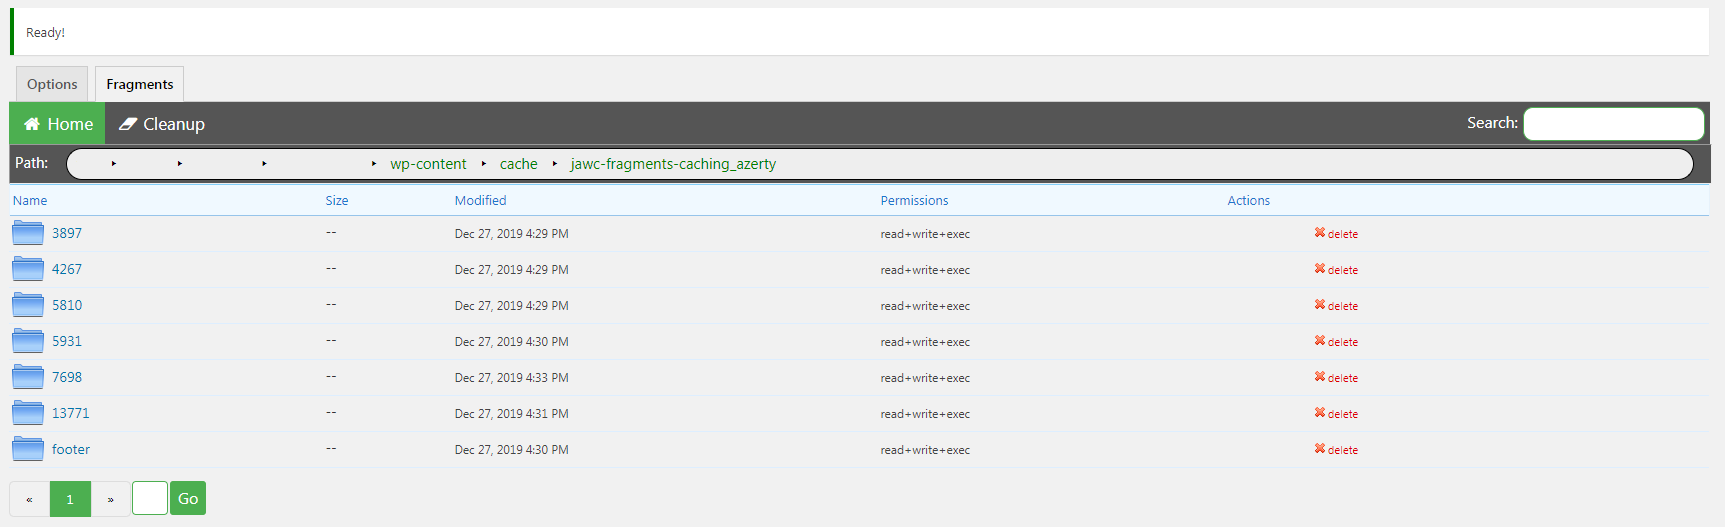 Ready!
Options Fragments
Home Cleanup Search:
Path: wp-content cache jawc-fragments-caching_azerty
Name Size Modified Permissions Actions
3897 -- Dec 27, 2019 4:29 PM read+write+exec delete
4267 -- Dec 27, 2019 4:29 PM read+write+exec delete
5810 -- Dec 27, 2019 4:29 PM read+write+exec delete
5931 -- Dec 27, 2019 4:30 PM read+write+exec delete
7698 -- Dec 27, 2019 4:33 PM read+write+exec delete
13771 -- Dec 27, 2019 4:31 PM read+write+exec delete
footer -- Dec 27, 2019 4:30 PM read+write+exec delete
« 1 » Go